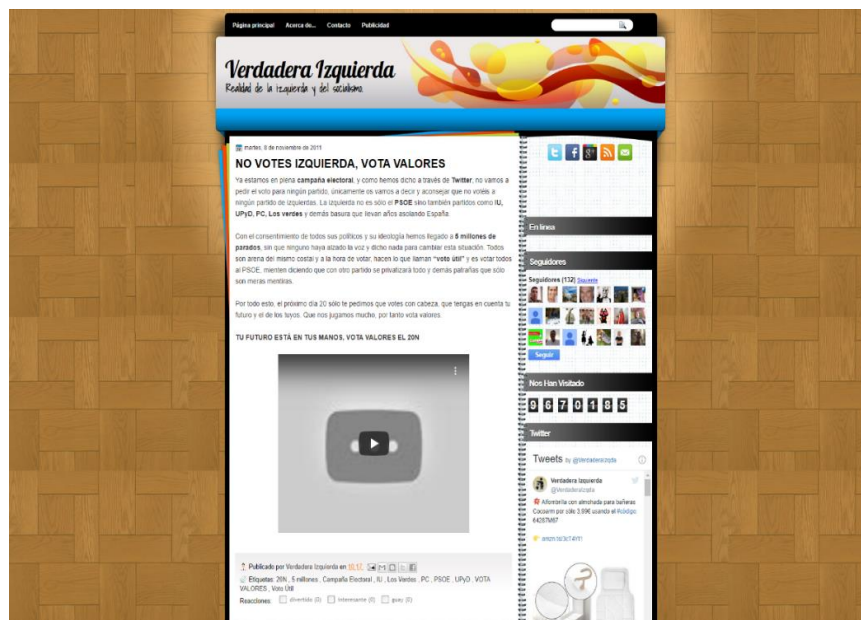 Página principal Acerca de... Contacto Publicidad
Verdadera Izquierda
Realidad de la izquierda y del socialismo.
martes, 8 de noviembre de 2011
NO VOTES IZQUIERDA, VOTA VALORES
Ya estamos en plena campaña electoral, y como hemos dicho a través de Twitter, no vamos a
pedir el voto para ningún partido, únicamente os vamos a decir y aconsejar que no votéis a
ningún partido de izquierdas. La izquierda no es sólo el PSOE sino también partidos como IU,
UPyD, PC, Los verdes y demás basura que llevan años asolando España.
Con el consentimiento de todos sus políticos y su ideología hemos llegado a 5 millones de
parados, sin que ninguno haya alzado la voz y dicho nada para cambiar esta situación. Todos
son arena del mismo costal y a la hora de votar, hacen lo que llaman "voto útil" y es votar todos
al PSOE, mienten diciendo que con otro partido se privatizará todo y demás patrañas que sólo
son meras mentiras.
Por todo esto, el próximo día 20 sólo te pedimos que votes con cabeza, que tengas en cuenta tu
futuro y el de los tuyos. Que nos jugamos mucho, por tanto vota valores.
TU FUTURO ESTÁ EN TUS MANOS, VOTA VALORES EL 20N
Publicado por Verdadera Izquierda en 10:17
Etiquetas: 20N , 5 millones , Campaña Electoral , IU , Los Verdes , PC , PSOE , UPyD , VOTA
VALORES , Voto Útil
Reacciones: divertido (0) interesante (0) guay (0)
En línea
Seguidores
Seguidores (132) Siguiente
Seguir
Nos Han Visitado
9670185
Twitter
Tweets by @VerdaderaIzqda
Verdadera Izquierda
@VerdaderaIzqda
Alfombrilla con almohada para bañeras
Cocoarm por sólo 3,99€ usando el #código
64287M67